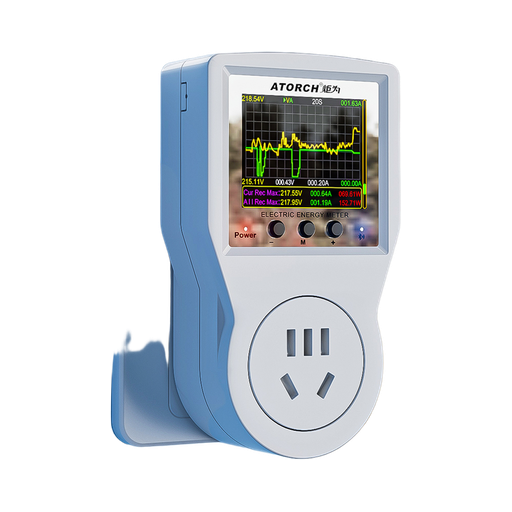 ATORCH®炬为
218.54V ▶VA 20S 001.63A
215.11V 000.43V 000.20A 000.00A
Cur Rec.Max: 217.55V 000.64A
All Rec.Max: 217.95V 001.19A
ELECTRIC ENERGY METER
Power
− M +